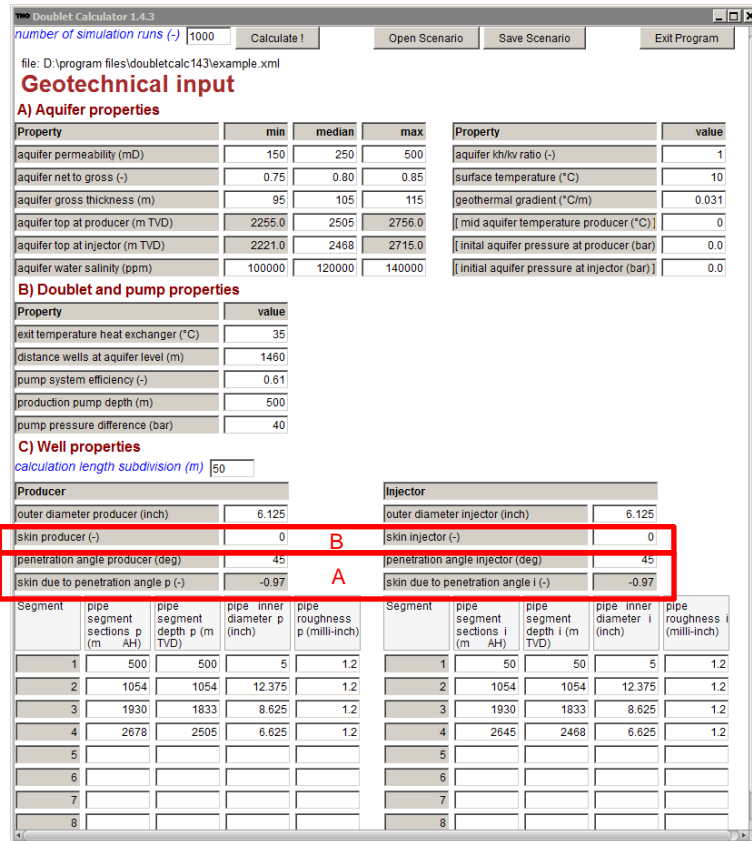 TNO Doublet Calculator 1.4.3
number of simulation runs (-) 1000 Calculate ! Open Scenario Save Scenario Exit Program
file: D:\program files\doubletcalc143\example.xml
Geotechnical input
A) Aquifer properties
Property min median max Property value
aquifer permeability (mD) 150 250 500 aquifer kh/kv ratio (-) 1
aquifer net to gross (-) 0.75 0.80 0.85 surface temperature (°C) 10
aquifer gross thickness (m) 95 105 115 geothermal gradient (°C/m) 0.031
aquifer top at producer (m TVD) 2255.0 2505 2756.0 [ mid aquifer temperature producer (°C) ] 0
aquifer top at injector (m TVD) 2221.0 2468 2715.0 [ inital aquifer pressure at producer (bar) 0.0
aquifer water salinity (ppm) 100000 120000 140000 [ initial aquifer pressure at injector (bar) ] 0.0
B) Doublet and pump properties
Property value
exit temperature heat exchanger (°C) 35
distance wells at aquifer level (m) 1460
pump system efficiency (-) 0.61
production pump depth (m) 500
pump pressure difference (bar) 40
C) Well properties
calculation length subdivision (m) 50
Producer Injector
outer diameter producer (inch) 6.125 outer diameter injector (inch) 6.125
skin producer (-) 0 B skin injector (-) 0
penetration angle producer (deg) 45 penetration angle injector (deg) 45
A
skin due to penetration angle p (-) -0.97 skin due to penetration angle i (-) -0.97
Segment pipe pipe pipe inner pipe Segment pipe pipe pipe inner pipe
segment segment diameter p roughness segment segment diameter i roughness i
sections p depth p (m (inch) p (milli-inch) sections i depth i (m (inch) (milli-inch)
(m AH) TVD) (m AH) TVD)
1 500 500 5 1.2 1 50 50 5 1.2
2 1054 1054 12.375 1.2 2 1054 1054 12.375 1.2
3 1930 1833 8.625 1.2 3 1930 1833 8.625 1.2
4 2678 2505 6.625 1.2 4 2645 2468 6.625 1.2
5 5
6 6
7 7
8 8